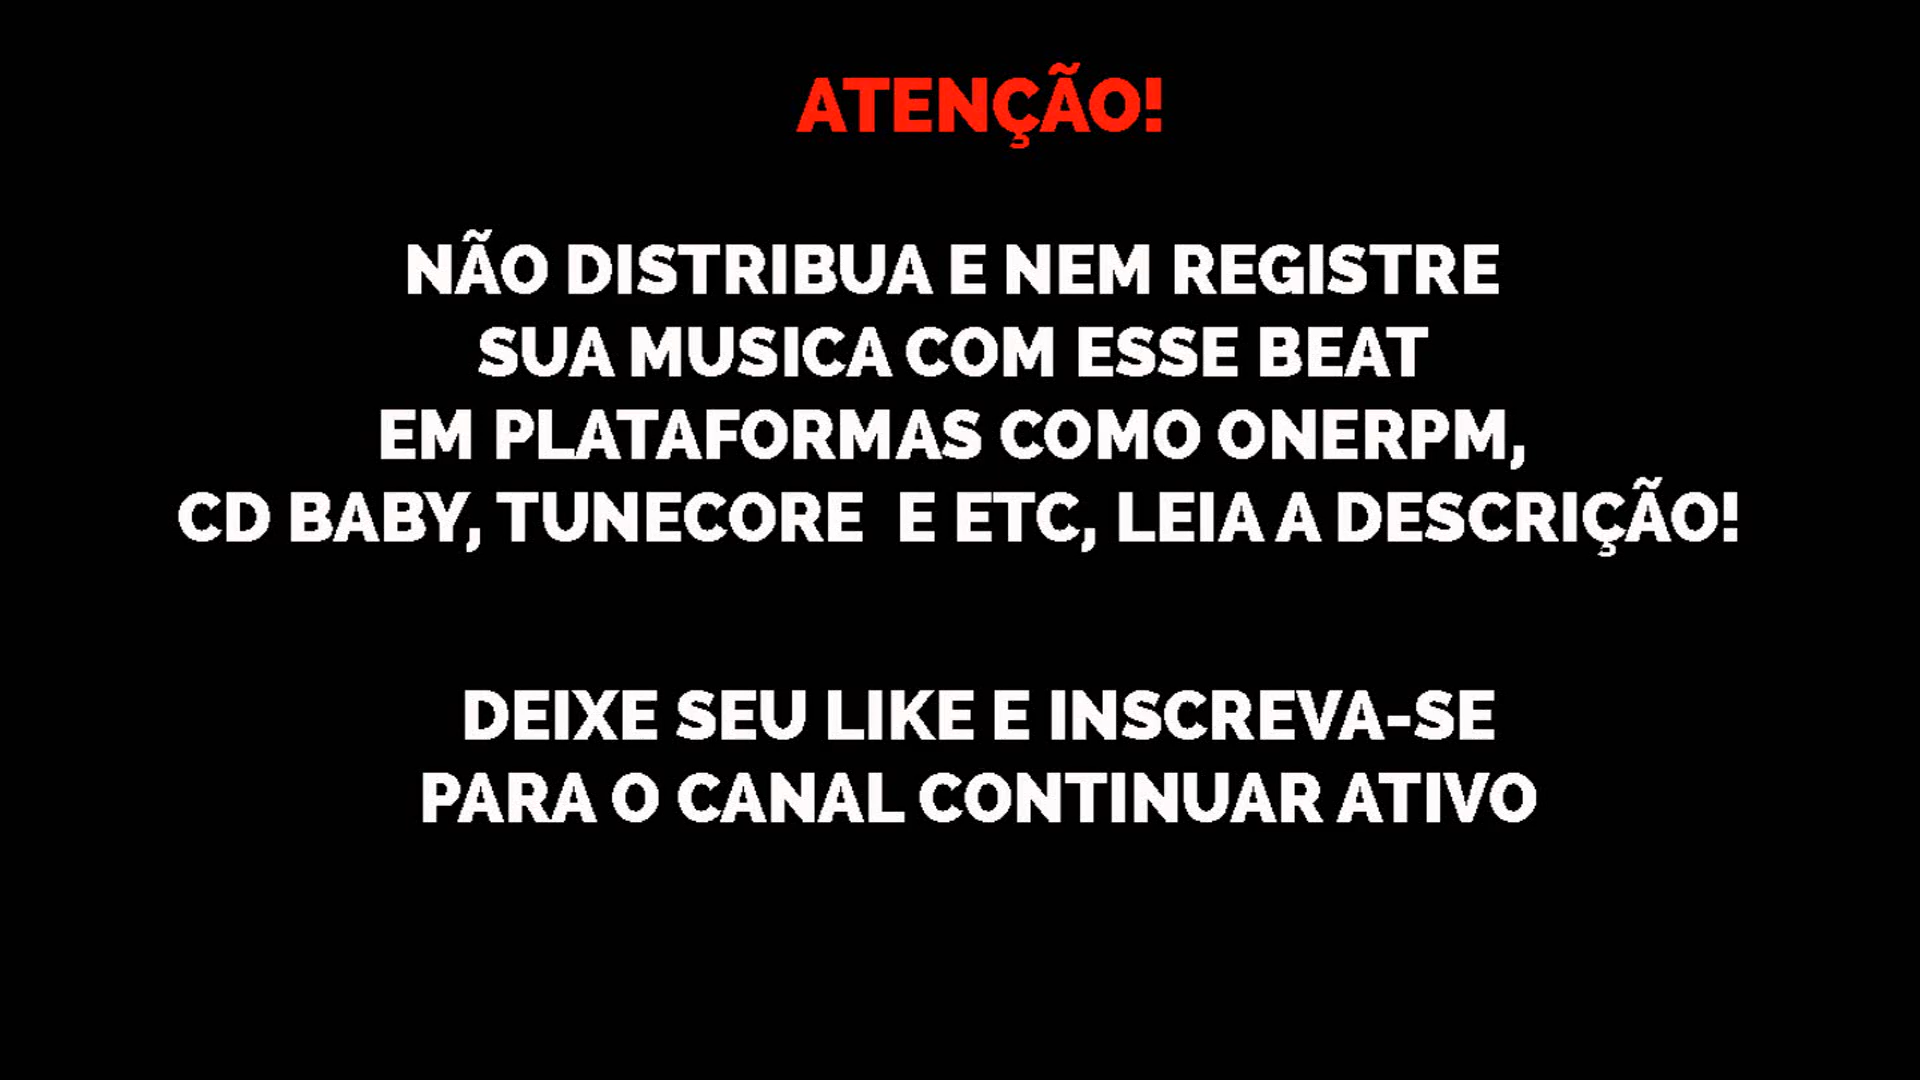 ATENÇÃO!
NÃO DISTRIBUA E NEM REGISTRE
SUA MUSICA COM ESSE BEAT
EM PLATAFORMAS COMO ONERPM,
CD BABY, TUNECORE E ETC, LEIA A DESCRIÇÃO!
DEIXE SEU LIKE E INSCREVA-SE
PARA O CANAL CONTINUAR ATIVO